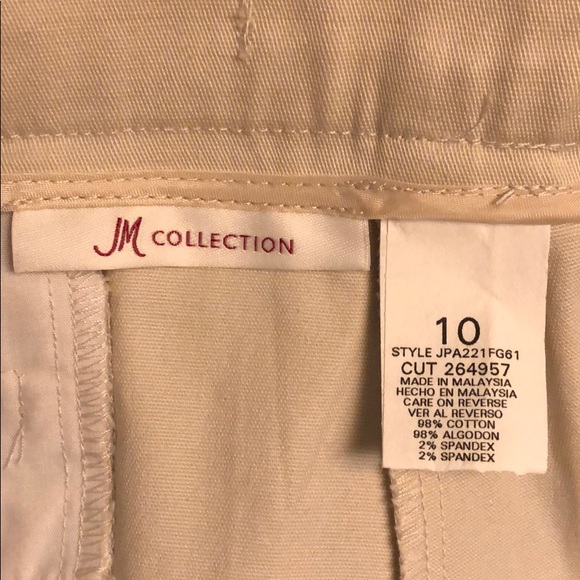 JM COLLECTION
10
STYLE JPA221FG61
CUT 264957
MADE IN MALAYSIA
HECHO EN MALAYSIA
CARE ON REVERSE
VER AL REVERSO
98% COTTON
98% ALGODON
2% SPANDEX
2% SPANDEX